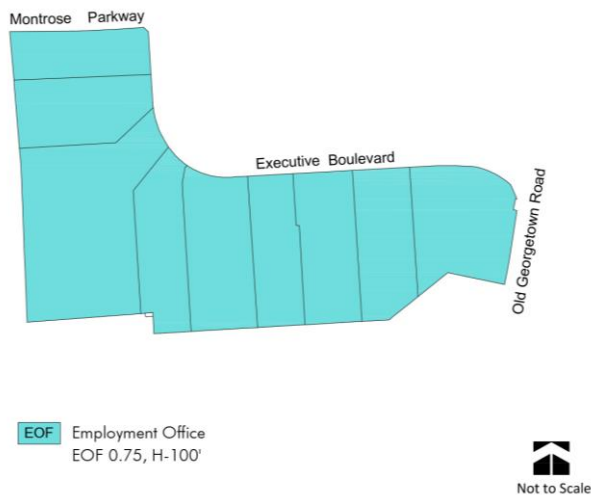 Montrose Parkway
Executive Boulevard
Old Georgetown Road
EOF Employment Office
EOF 0.75, H-100'
Not to Scale